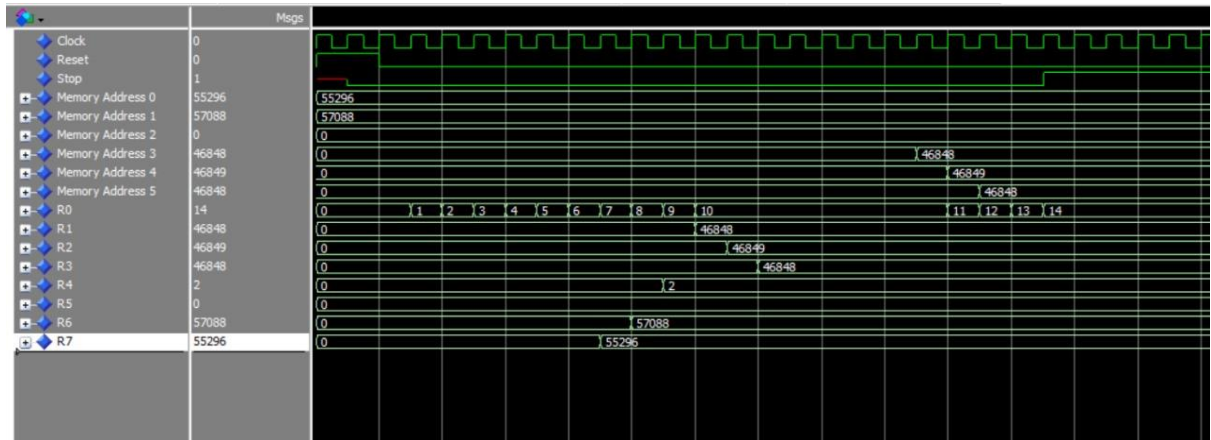 Msgs
Clock 0
Reset 0
Stop 1
Memory Address 0 55296 55296
Memory Address 1 57088 57088
Memory Address 2 0 0
Memory Address 3 46848 0 46848
Memory Address 4 46849 0 46849
Memory Address 5 46848 0 46848
R0 14 0 1 2 3 4 5 6 7 8 9 10 11 12 13 14
R1 46848 0 46848
R2 46849 0 46849
R3 46848 0 46848
R4 2 0 2
R5 0 0
R6 57088 0 57088
R7 55296 0 55296